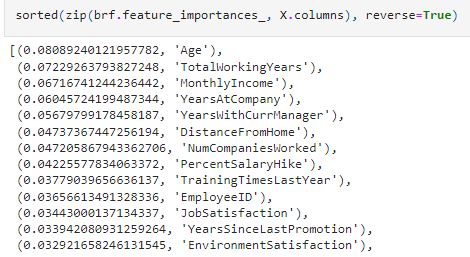 sorted(zip(brf.feature_importances_, X.columns), reverse=True)
[(0.08089240121957782, 'Age'),
(0.07229263793827248, 'TotalWorkingYears'),
(0.06716741244236442, 'MonthlyIncome'),
(0.06045724199487344, 'YearsAtCompany'),
(0.05679799178458187, 'YearsWithCurrManager'),
(0.04737367447256194, 'DistanceFromHome'),
(0.047205867943362706, 'NumCompaniesWorked'),
(0.04225577834063372, 'PercentSalaryHike'),
(0.03779039656636137, 'TrainingTimesLastYear'),
(0.03656613491328336, 'EmployeeID'),
(0.03443000137134337, 'JobSatisfaction'),
(0.033942080931259264, 'YearsSinceLastPromotion'),
(0.032921658246131545, 'EnvironmentSatisfaction'),